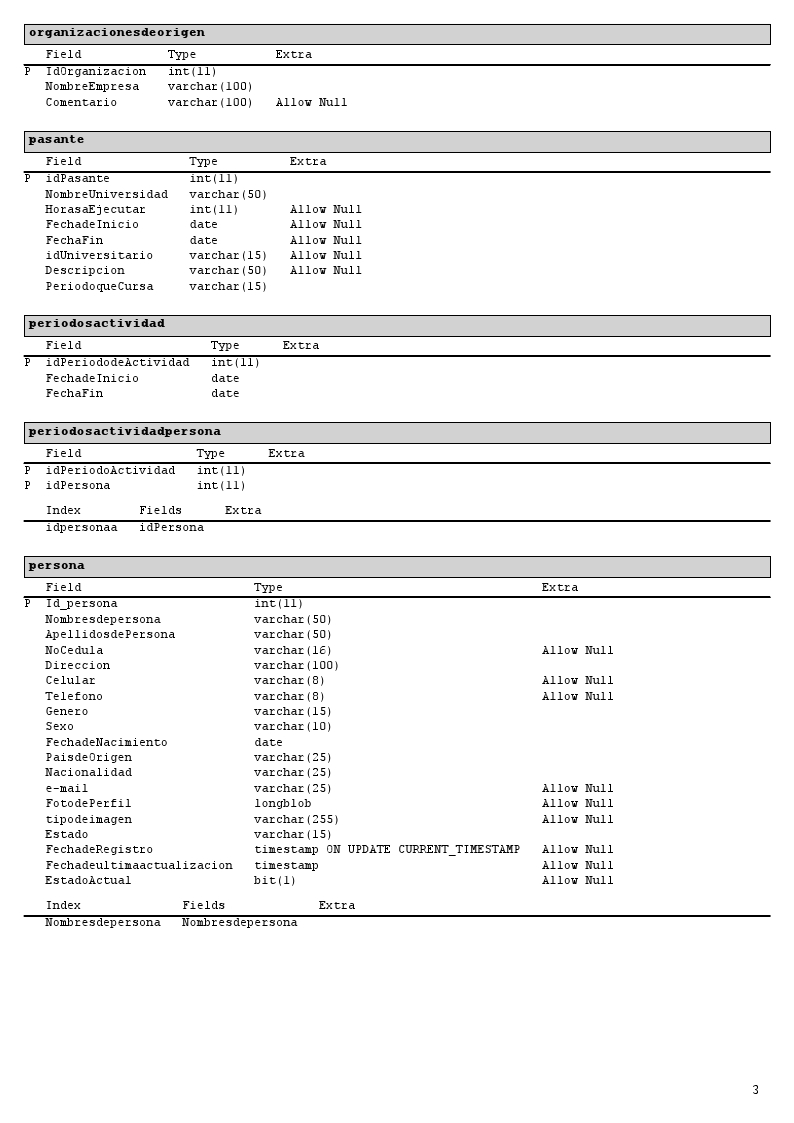 organizacionesdeorigen
Field Type Extra
P IdOrganizacion int(11)
NombreEmpresa varchar(100)
Comentario varchar(100) Allow Null
pasante
Field Type Extra
P idPasante int(11)
NombreUniversidad varchar(50)
HorasaEjecutar int(11) Allow Null
FechadeInicio date Allow Null
FechaFin date Allow Null
idUniversitario varchar(15) Allow Null
Descripcion varchar(50) Allow Null
PeriodoqueCursa varchar(15)
periodosactividad
Field Type Extra
P idPeriododeActividad int(11)
FechadeInicio date
FechaFin date
periodosactividadpersona
Field Type Extra
P idPeriodoActividad int(11)
P idPersona int(11)
Index Fields Extra
idpersonaa idPersona
persona
Field Type Extra
P Id_persona int(11)
Nombresdepersona varchar(50)
ApellidosdePersona varchar(50)
NoCedula varchar(16) Allow Null
Direccion varchar(100)
Celular varchar(8) Allow Null
Telefono varchar(8) Allow Null
Genero varchar(15)
Sexo varchar(10)
FechadeNacimiento date
PaisdeOrigen varchar(25)
Nacionalidad varchar(25)
e-mail varchar(25) Allow Null
FotodePerfil longblob Allow Null
tipodeimagen varchar(255) Allow Null
Estado varchar(15)
FechadeRegistro timestamp ON UPDATE CURRENT_TIMESTAMP Allow Null
Fechadeultimaactualizacion timestamp Allow Null
EstadoActual bit(1) Allow Null
Index Fields Extra
Nombresdepersona Nombresdepersona
3